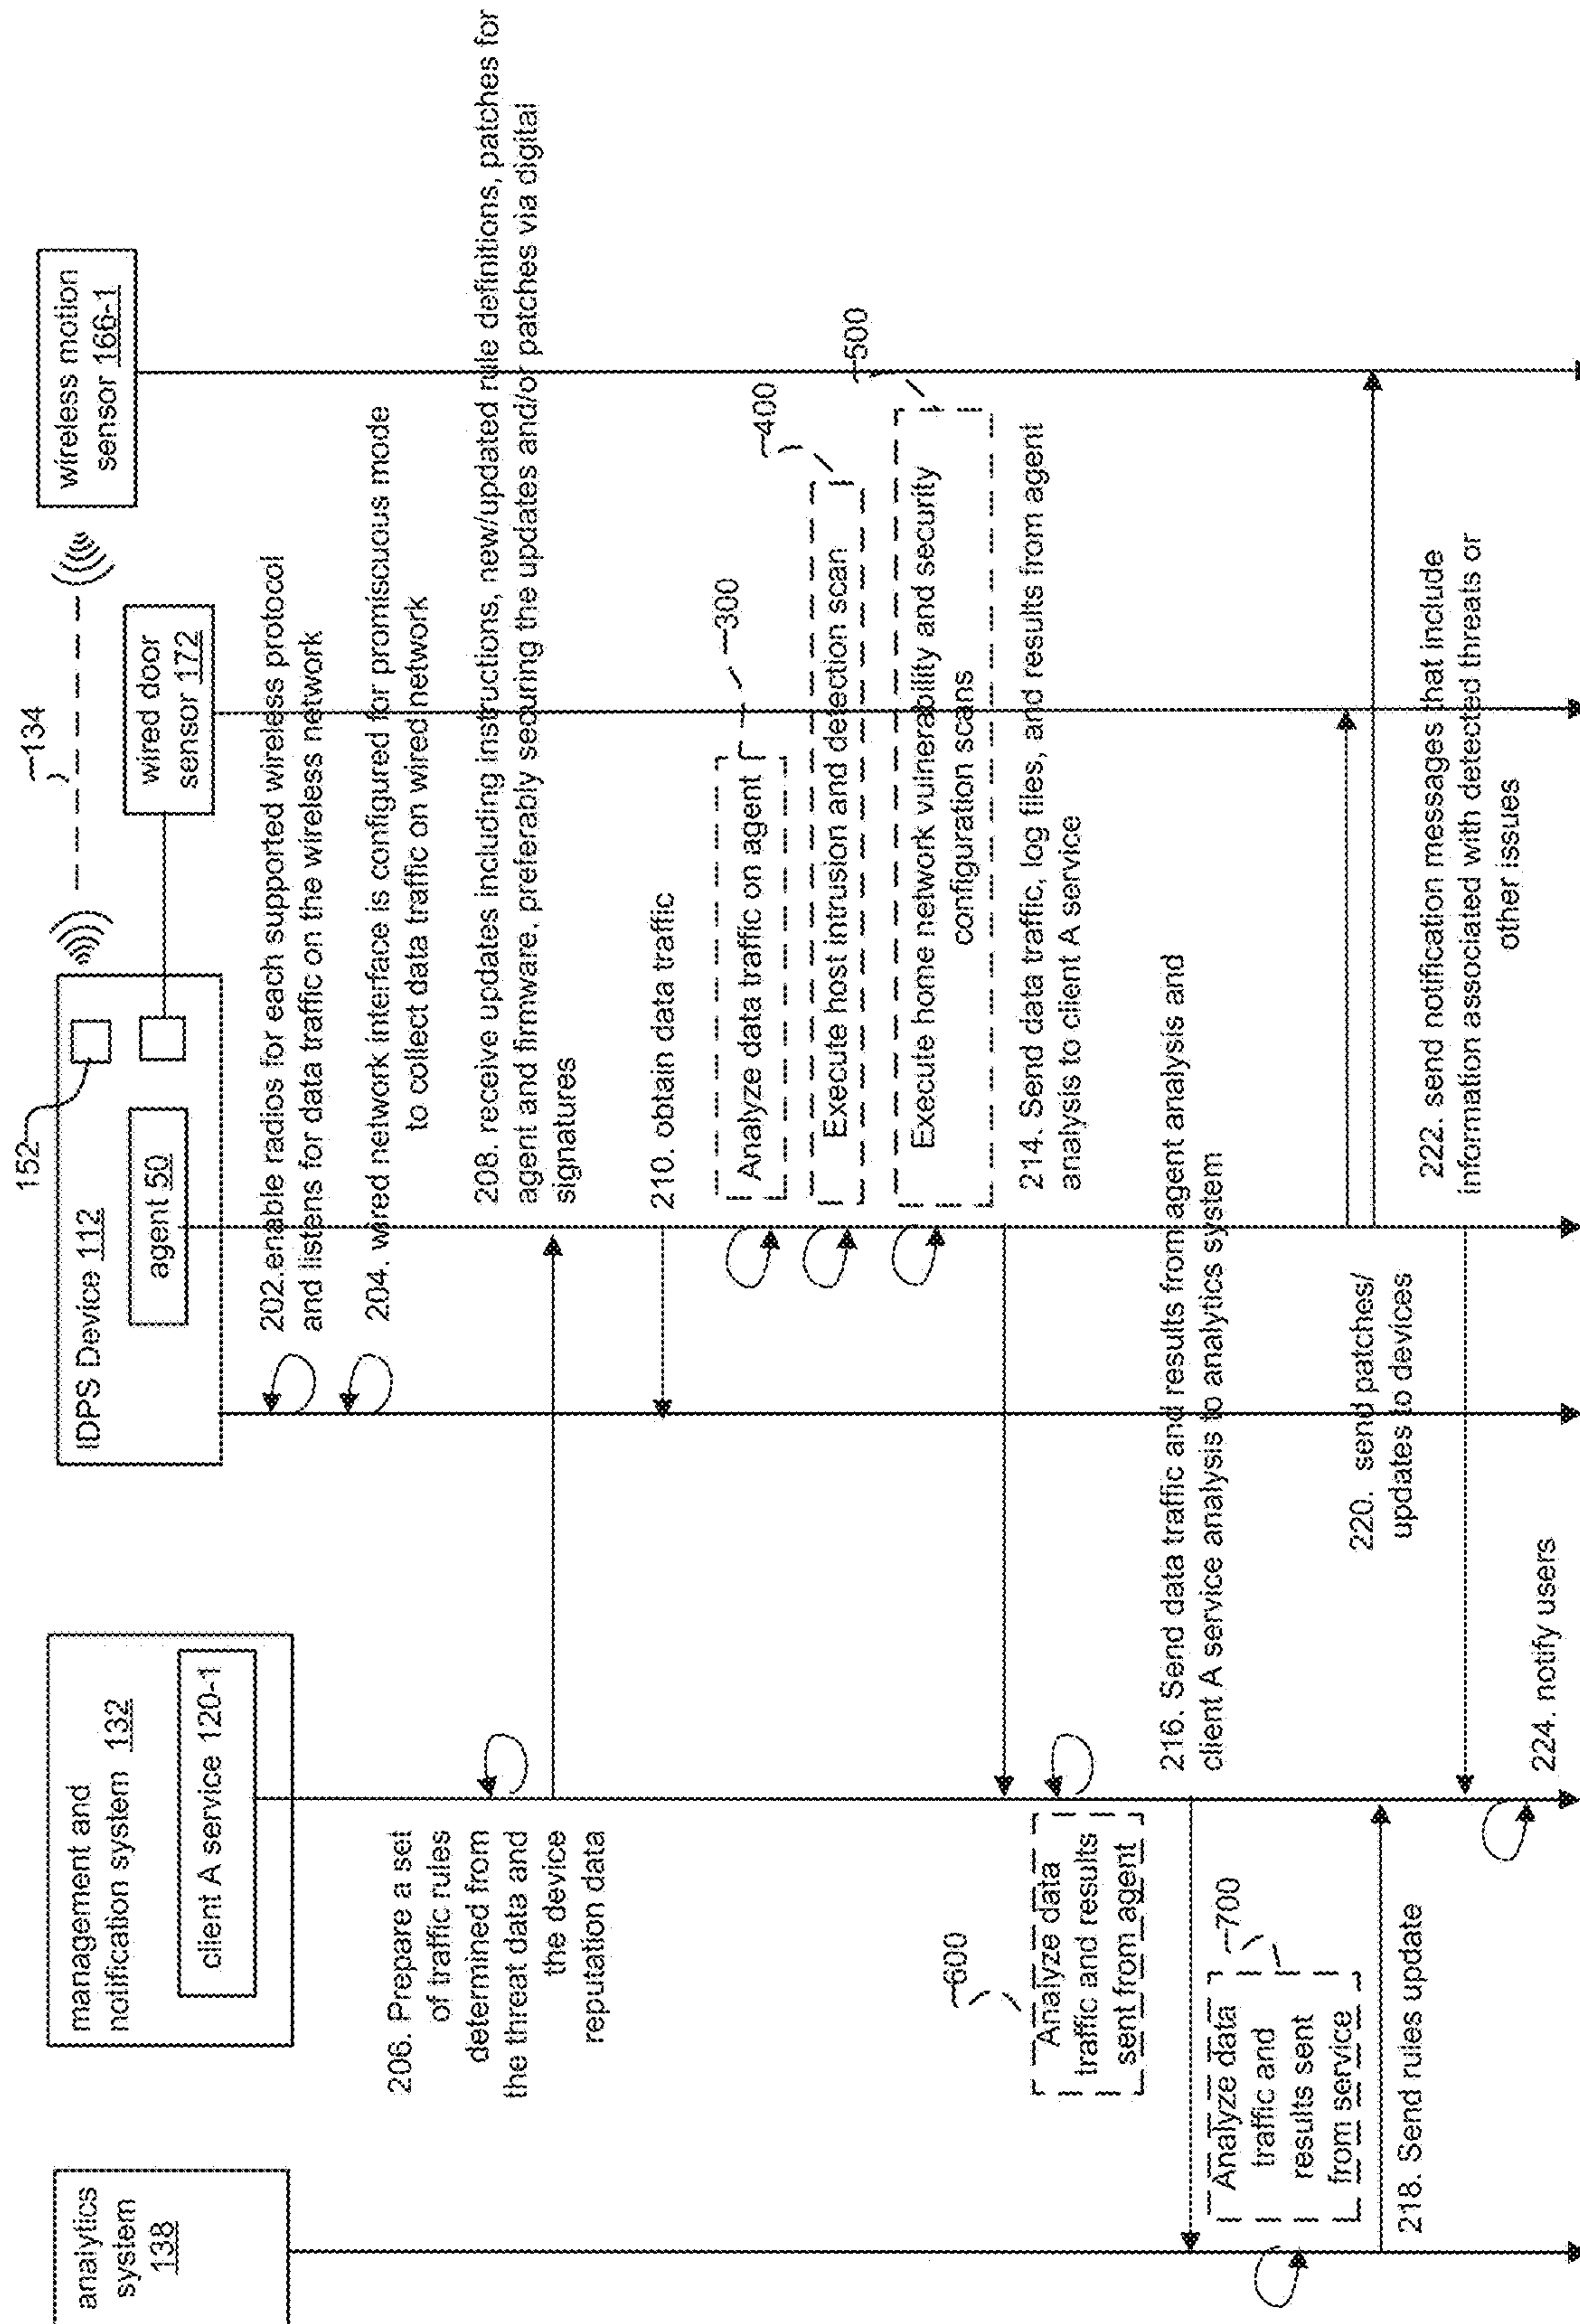 analytics
system
138
management and
notification system 132
client A service 120-1
IDPS Device 112
agent 50
152
134
wired door
sensor 172
wireless motion
sensor 166-1
202.enable radios for each supported wireless protocol
and listens for data traffic on the wireless network
204. wired network interface is configured for promiscuous mode
to collect data traffic on wired network
206. Prepare a set
of traffic rules
determined from
the threat data and
the device
reputation data
208. receive updates including instructions, new/updated rule definitions, patches for
agent and firmware, preferably securing the updates and/or patches via digital
signatures
210. obtain data traffic
Analyze data traffic on agent
300
Execute host intrusion and detection scan
400
Execute home network vulnerability and security
configuration scans
500
214. Send data traffic, log files, and results from agent
analysis to client A service
600
Analyze data
traffic and results
sent from agent
216. Send data traffic and results from agent analysis and
client A service analysis to analytics system
700
Analyze data
traffic and
results sent
from service
218. Send rules update
220. send patches/
updates to devices
222. send notification messages that include
information associated with detected threats or
other issues
224. notify users